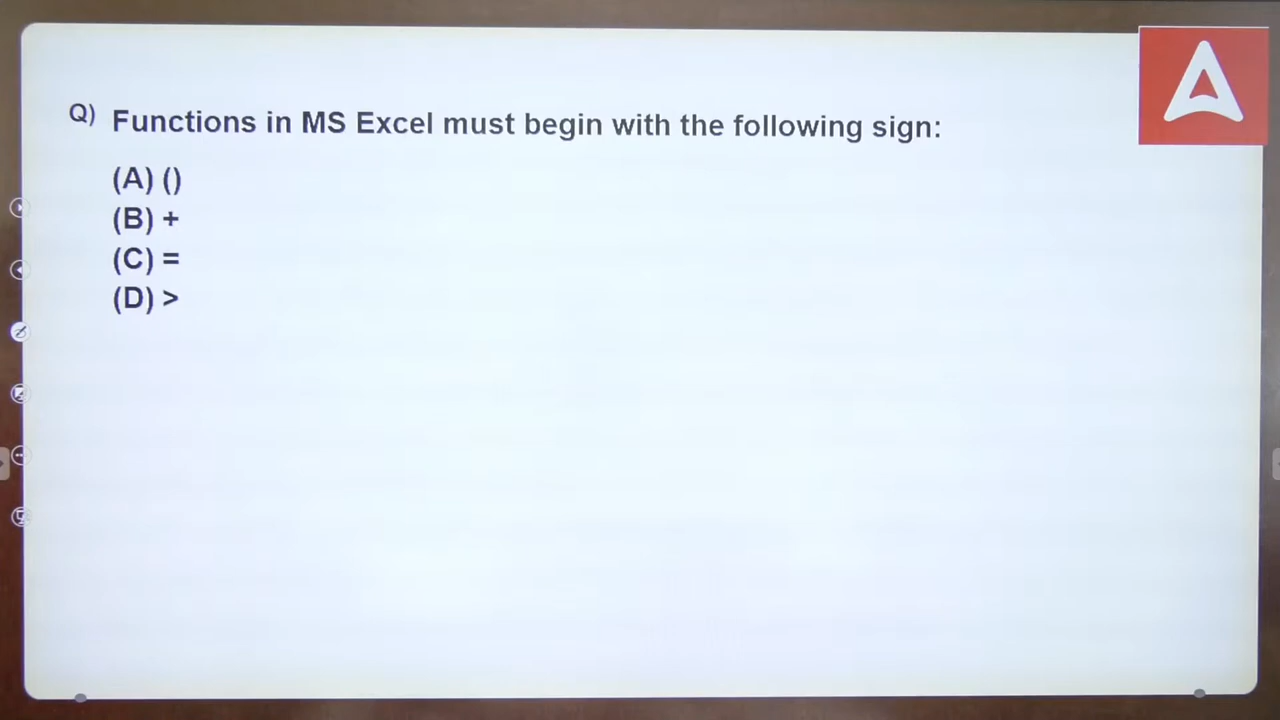 Q) Functions in MS Excel must begin with the following sign:
(A) ()
(B) +
(C) =
(D) >